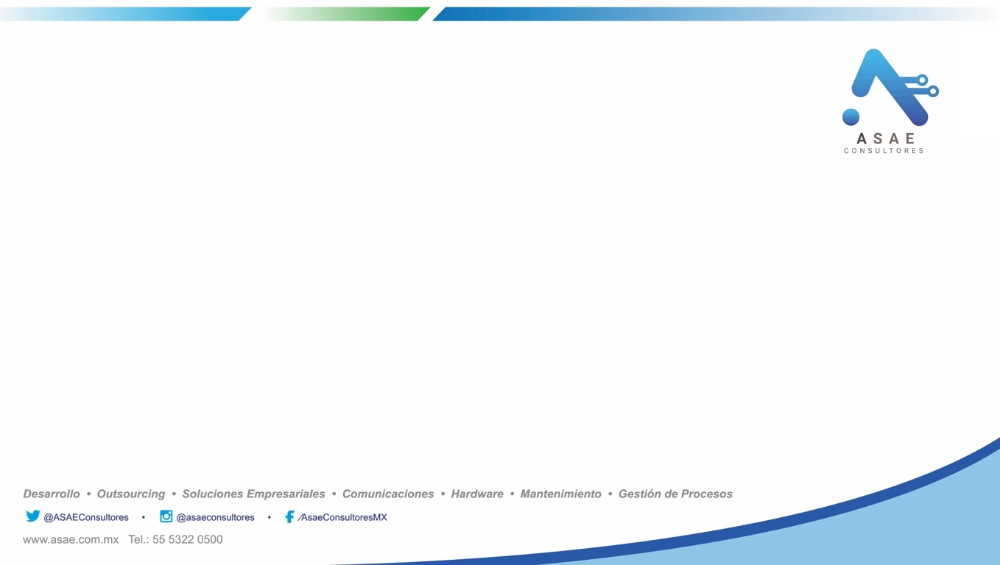 ASAE
CONSULTORES
Desarrollo • Outsourcing • Soluciones Empresariales • Comunicaciones • Hardware • Mantenimiento • Gestión de Procesos
@ASAEConsultores • @asaeconsultores • /AsaeConsultoresMX
www.asae.com.mx Tel.: 55 5322 0500